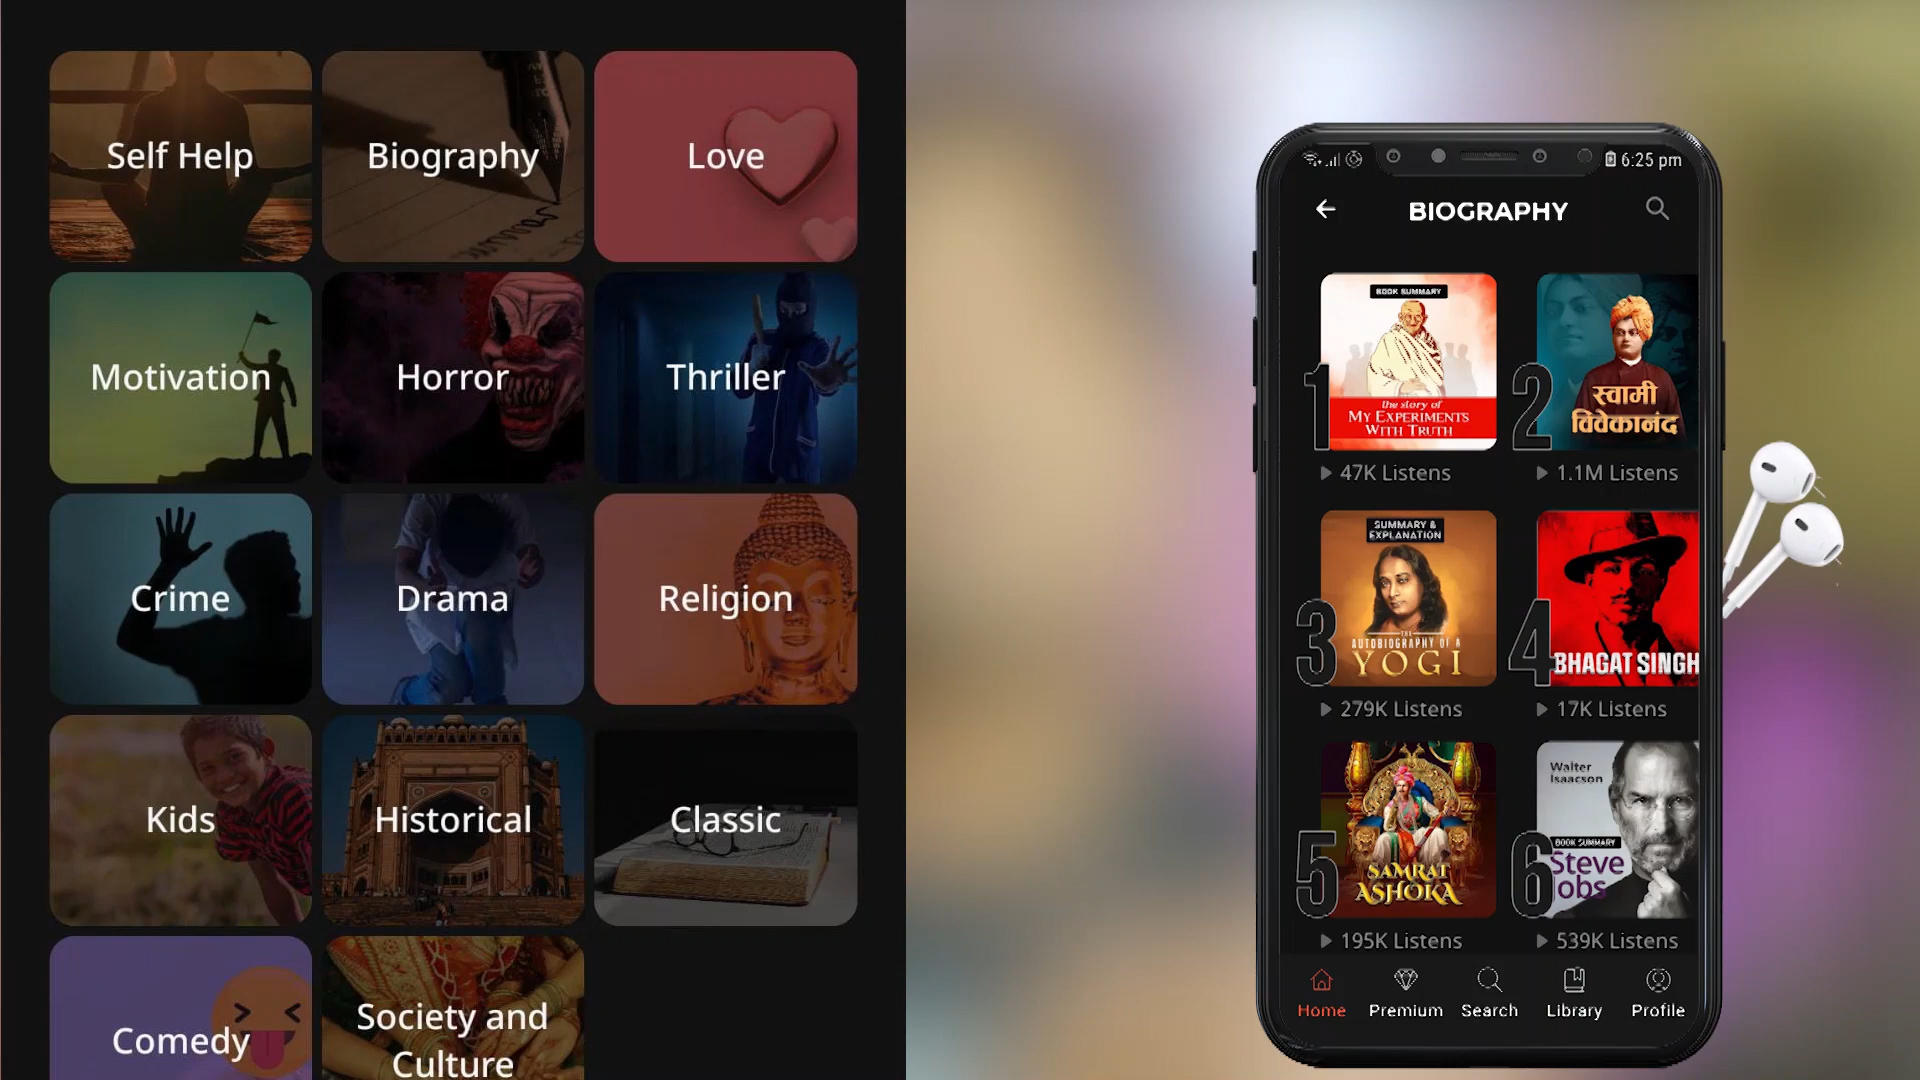 Self Help
Biography
Love
Motivation
Horror
Thriller
Crime
Drama
Religion
Kids
Historical
Classic
Comedy
Society and
Culture
6:25 pm
BIOGRAPHY
BOOK SUMMARY
the story of
MY EXPERIMENTS
WITH TRUTH
1
47K Listens
स्वामी
विवेकानंद
2
1.1M Listens
SUMMARY &
EXPLANATION
THE
AUTOBIOGRAPHY OF A
YOGI
3
279K Listens
BHAGAT SINGH
4
17K Listens
SAMRAT
ASHOKA
5
195K Listens
Walter
Isaacson
BOOK SUMMARY
Steve
Jobs
6
539K Listens
Home
Premium
Search
Library
Profile